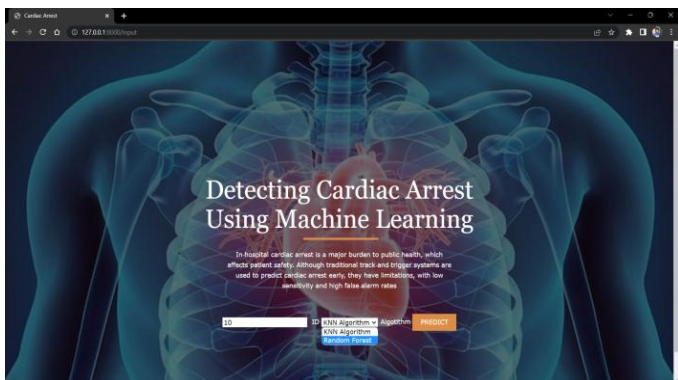 Cardiac Arrest
127.0.0.1:8000/input
Detecting Cardiac Arrest
Using Machine Learning
In-hospital cardiac arrest is a major burden to public health, which
affects patient safety. Although traditional track-and-trigger systems are
used to predict cardiac arrest early, they have limitations, with low
sensitivity and high false alarm rates
10 ID KNN Algorithm Algotithm PREDICT
KNN Algorithm
Random Forest